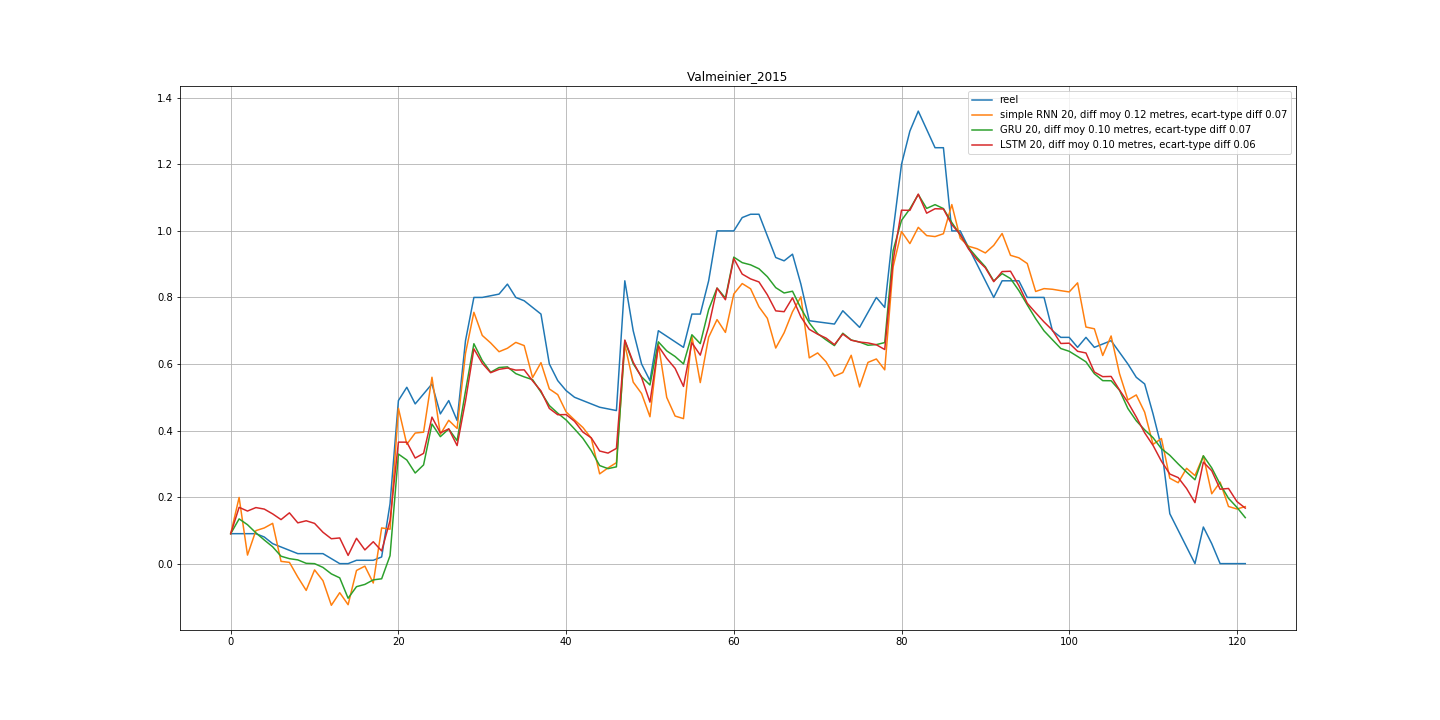 Valmeinier_2015
1.4
1.2
1.0
0.8
0.6
0.4
0.2
0.0
reel
simple RNN 20, diff moy 0.12 metres, ecart-type diff 0.07
GRU 20, diff moy 0.10 metres, ecart-type diff 0.07
LSTM 20, diff moy 0.10 metres, ecart-type diff 0.06
0 20 40 60 80 100 120